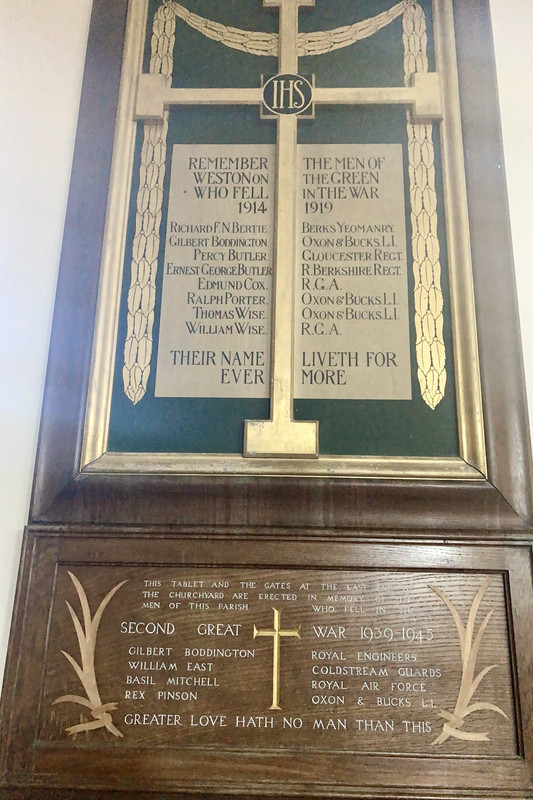 IHS
REMEMBER THE MEN OF
WESTON ON THE GREEN
WHO FELL IN THE WAR
1914 1919
RICHARD F.N. BERTIE. BERKS YEOMANRY.
GILBERT BODDINGTON. OXON & BUCKS. L.I.
PERCY BUTLER. GLOUCESTER REGT.
ERNEST GEORGE BUTLER R. BERKSHIRE REGT.
EDMUND COX. R.G.A.
RALPH PORTER. OXON & BUCKS. L.I.
THOMAS WISE. OXON & BUCKS. L.I.
WILLIAM WISE. R.G.A.
THEIR NAME LIVETH FOR
EVER MORE
THIS TABLET AND THE GATES AT THE EAST
THE CHURCHYARD ARE ERECTED IN MEMORY
MEN OF THIS PARISH WHO FELL IN
SECOND GREAT WAR 1939-1945
GILBERT BODDINGTON ROYAL ENGINEERS
WILLIAM EAST COLDSTREAM GUARDS
BASIL MITCHELL ROYAL AIR FORCE
REX PINSON OXON & BUCKS L.I.
GREATER LOVE HATH NO MAN THAN THIS